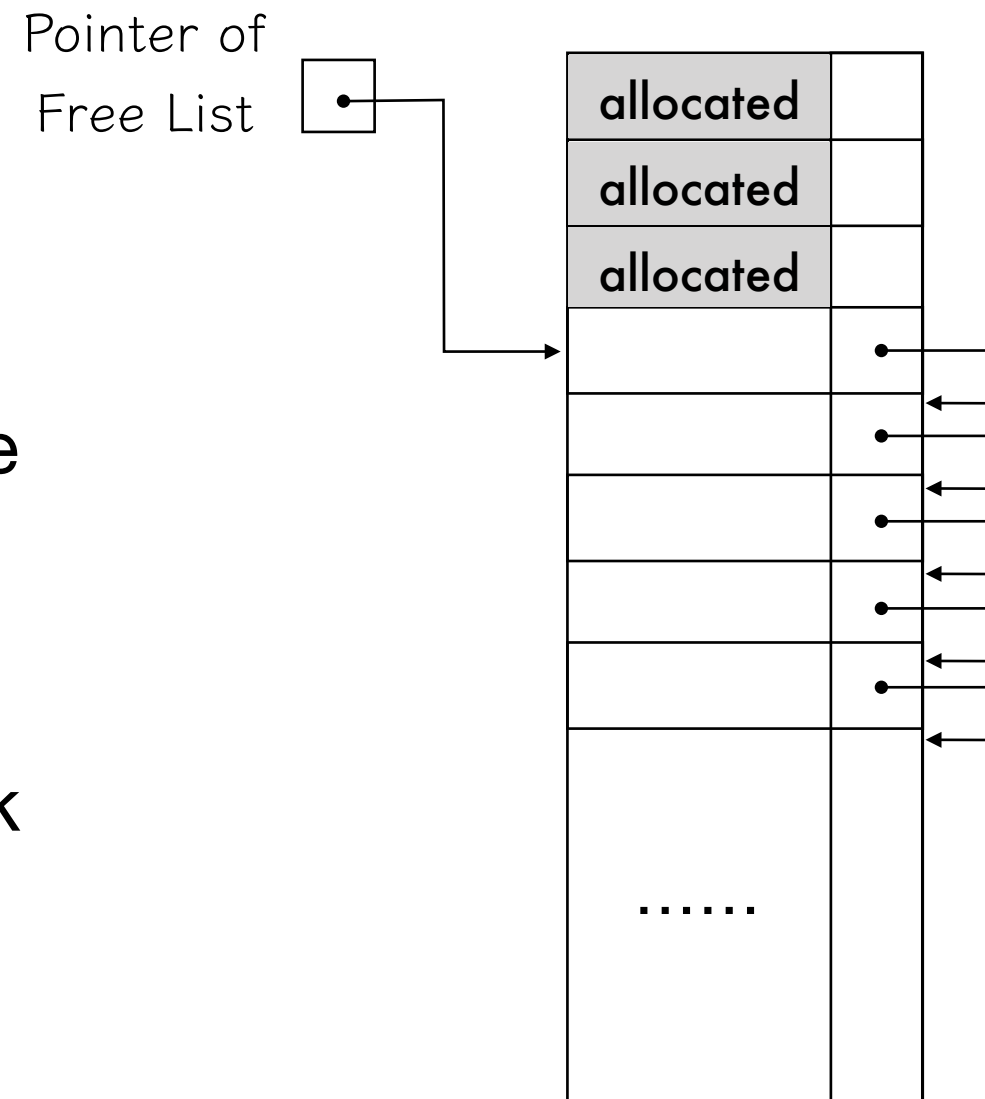 Pointer of
Free List
allocated
allocated
allocated
e
k
......